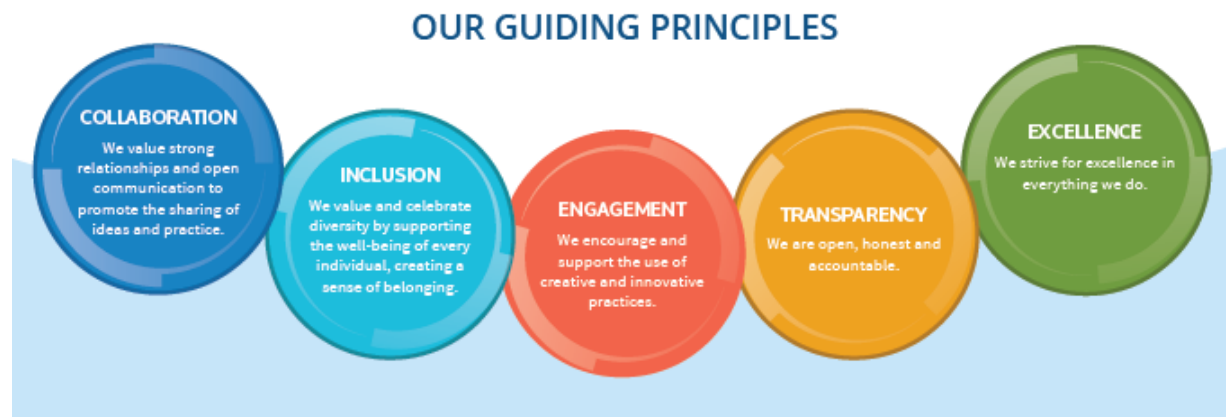 OUR GUIDING PRINCIPLES
COLLABORATION
We value strong
relationships and open
communication to
promote the sharing of
ideas and practice.
INCLUSION
We value and celebrate
diversity by supporting
the well-being of every
individual, creating a
sense of belonging.
ENGAGEMENT
We encourage and
support the use of
creative and innovative
practices.
TRANSPARENCY
We are open, honest and
accountable.
EXCELLENCE
We strive for excellence in
everything we do.